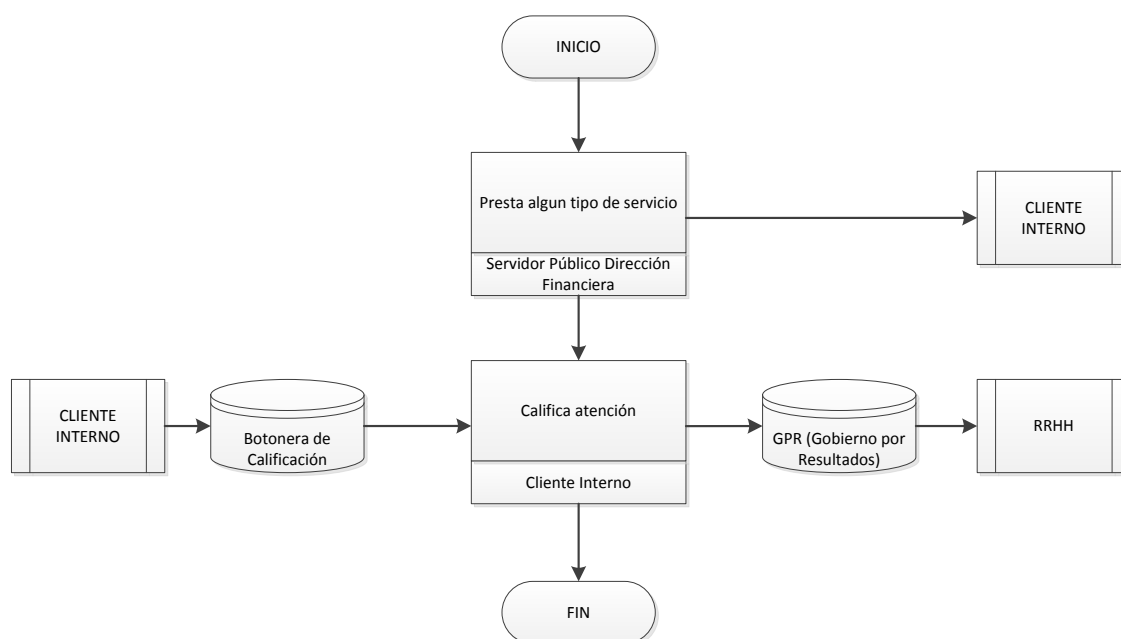 INICIO
Presta algun tipo de servicio
Servidor Público Dirección
Financiera
CLIENTE
INTERNO
CLIENTE
INTERNO
Botonera de
Calificación
Califica atención
Cliente Interno
GPR (Gobierno por
Resultados)
RRHH
FIN